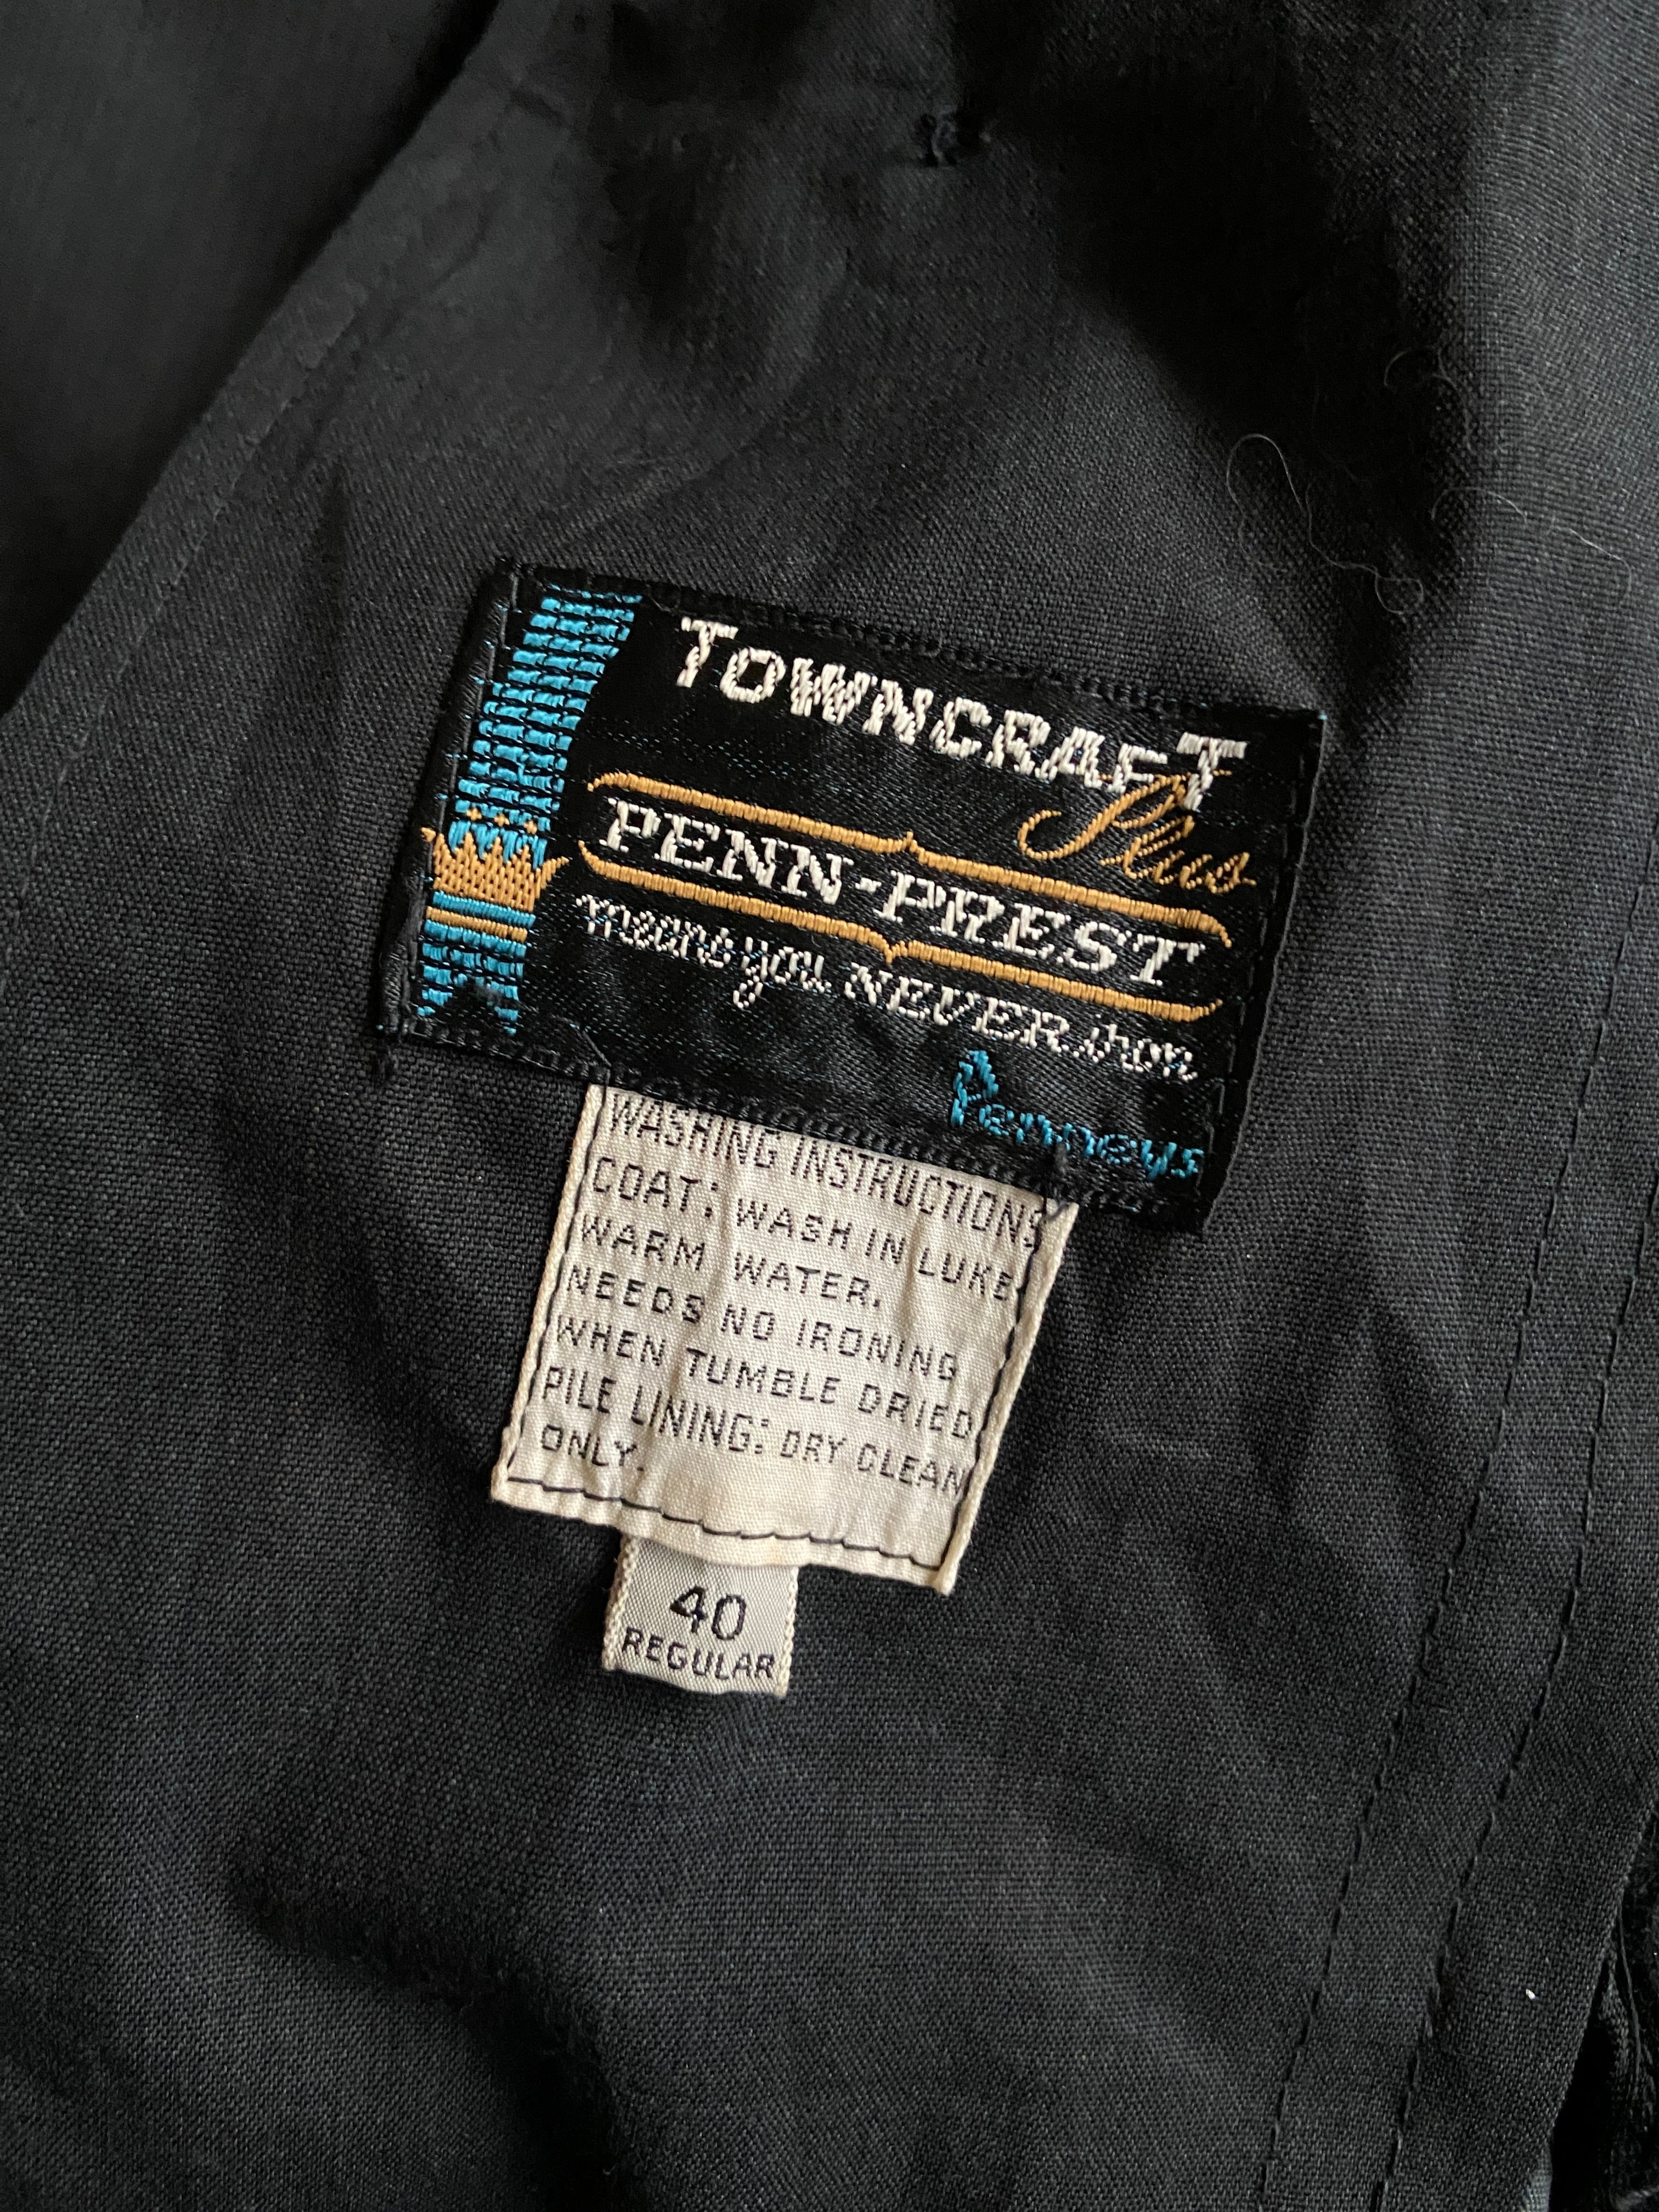 TOWNCRAFT
Plus
PENN-PREST
means you NEVER iron
Penneys
WASHING INSTRUCTIONS
COAT: WASH IN LUKE
WARM WATER.
NEEDS NO IRONING
WHEN TUMBLE DRIED
PILE LINING: DRY CLEAN
ONLY.
40
REGULAR